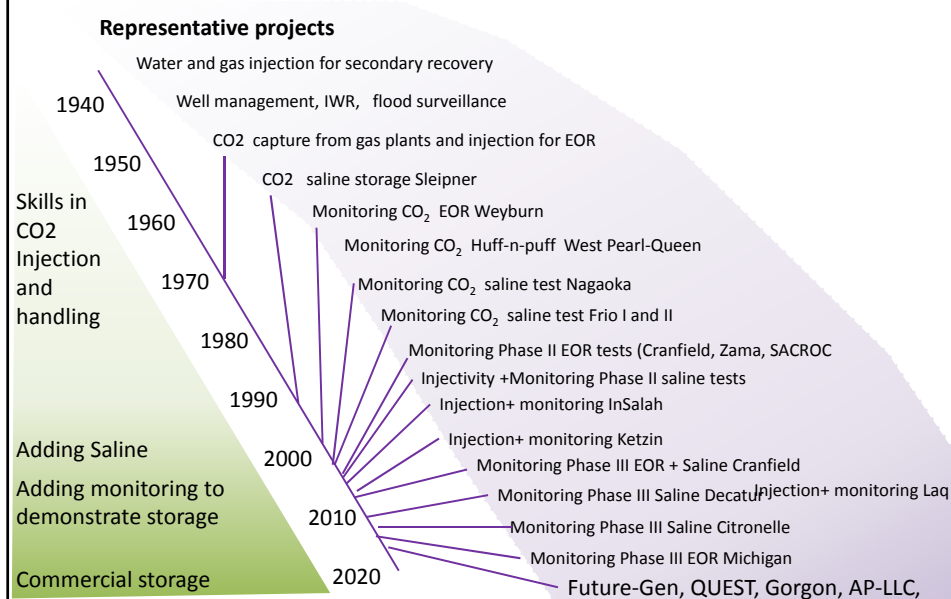 Representative projects
Water and gas injection for secondary recovery
1940
Well management, IWR, flood surveillance
CO2 capture from gas plants and injection for EOR
1950
CO2 saline storage Sleipner
Skills in
CO2
Injection
and
handling
1960
Monitoring CO₂ EOR Weyburn
Monitoring CO₂ Huff-n-puff West Pearl-Queen
1970
Monitoring CO₂ saline test Nagaoka
Monitoring CO₂ saline test Frio I and II
1980
Monitoring Phase II EOR tests (Cranfield, Zama, SACROC
Injectivity +Monitoring Phase II saline tests
1990
Injection+ monitoring InSalah
Injection+ monitoring Ketzin
Adding Saline
2000
Monitoring Phase III EOR + Saline Cranfield
Adding monitoring to
demonstrate storage
Monitoring Phase III Saline Decatur
Injection+ monitoring Laq
2010
Monitoring Phase III Saline Citronelle
Monitoring Phase III EOR Michigan
Commercial storage
2020
Future-Gen, QUEST, Gorgon, AP-LLC,